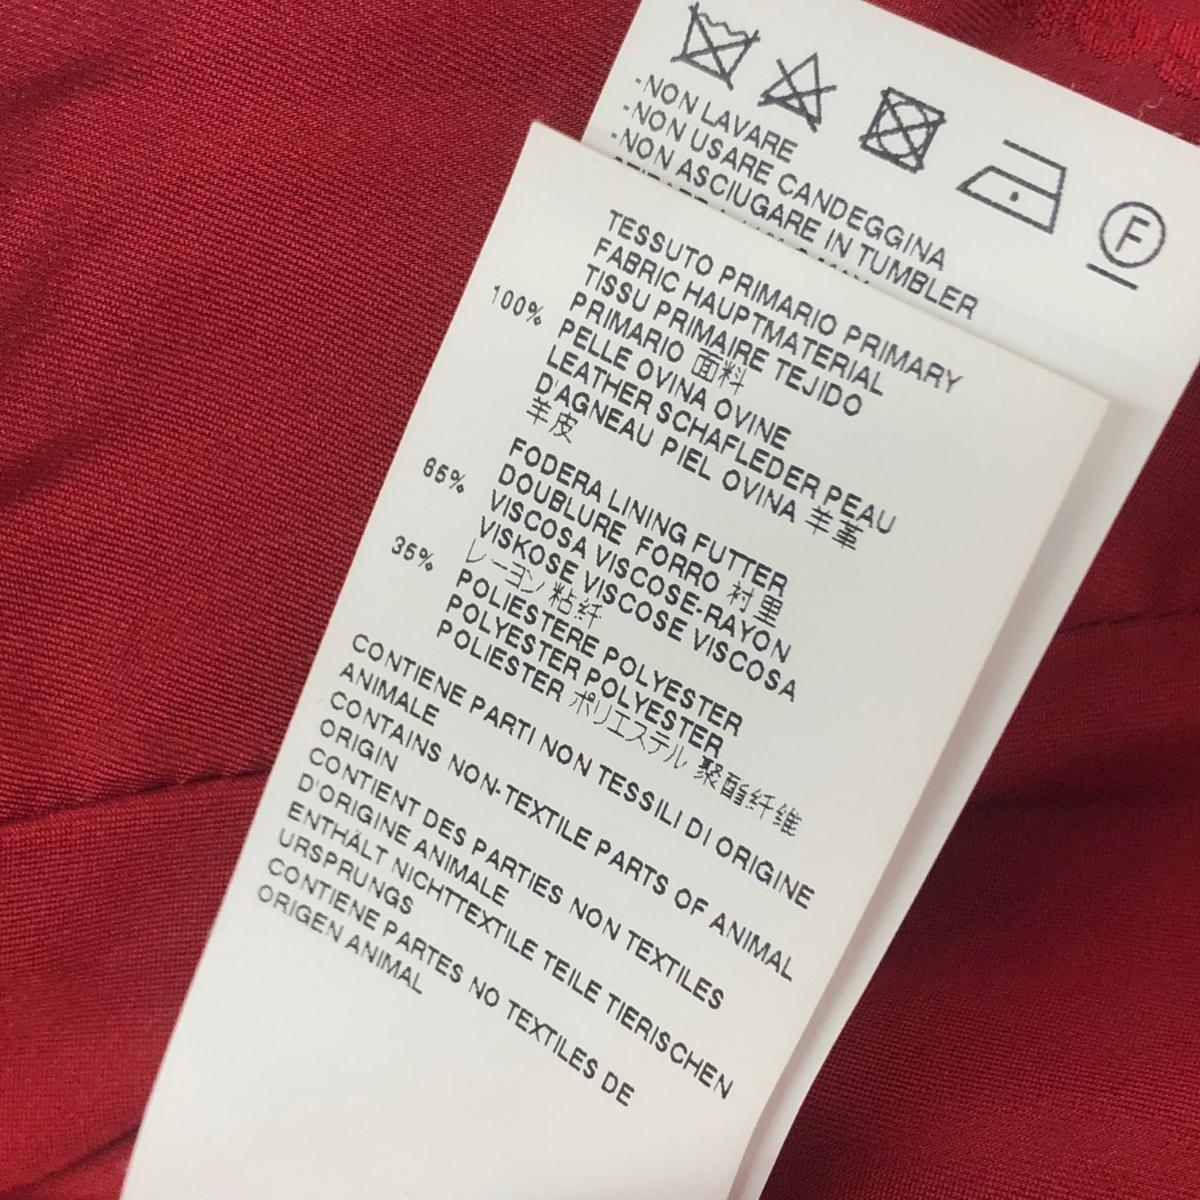 -NON LAVARE
-NON USARE CANDEGGINA
-NON ASCIUGARE IN TUMBLER
F
TESSUTO PRIMARIO PRIMARY
FABRIC HAUPTMATERIAL
TISSU PRIMAIRE TEJIDO
PRIMARIO 面料
100% PELLE OVINA OVINE
LEATHER SCHAFLEDER PEAU
D'AGNEAU PIEL OVINA 羊革
羊皮
FODERA LINING FUTTER
DOUBLURE FORRO 衬里
65% VISCOSA VISCOSE-RAYON
VISKOSE VISCOSE VISCOSA
レーヨン 粘纤
35% POLIESTERE POLYESTER
POLYESTER POLYESTER
POLIESTER ポリエステル 聚酯纤维
CONTIENE PARTI NON TESSILI DI ORIGINE
ANIMALE
CONTAINS NON-TEXTILE PARTS OF ANIMAL
ORIGIN
CONTIENT DES PARTIES NON TEXTILES
D'ORIGINE ANIMALE
ENTHÄLT NICHTTEXTILE TEILE TIERISCHEN
URSPRUNGS
CONTIENE PARTES NO TEXTILES DE
ORIGEN ANIMAL